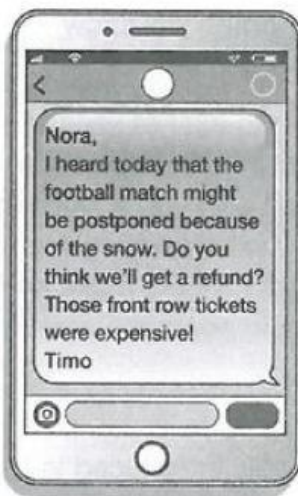 Nora,
I heard today that the
football match might
be postponed because
of the snow. Do you
think we'll get a refund?
Those front row tickets
were expensive!
Timo